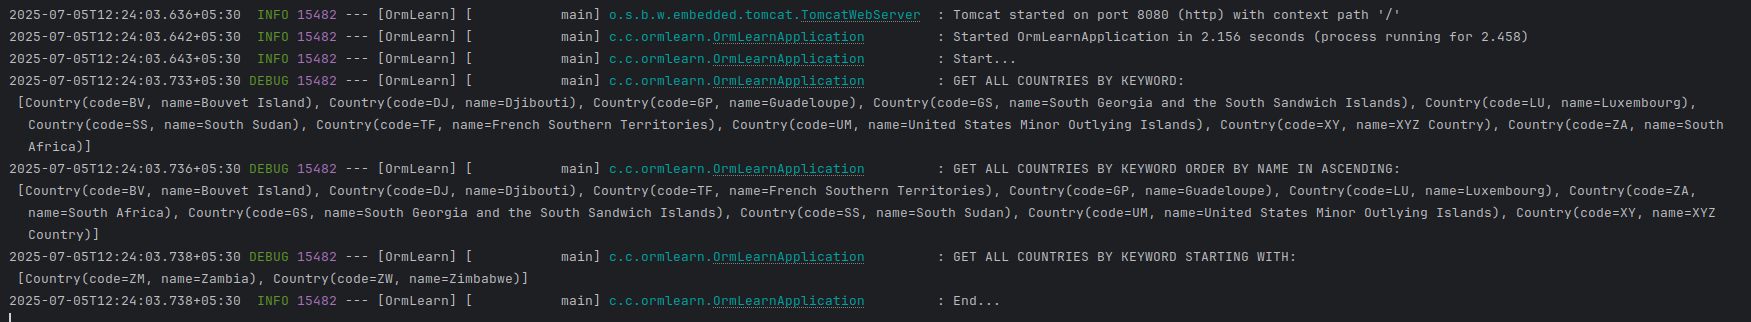 2025-07-05T12:24:03.636+05:30  INFO 15482 --- [OrmLearn] [           main] o.s.b.w.embedded.tomcat.TomcatWebServer  : Tomcat started on port 8080 (http) with context path '/'
2025-07-05T12:24:03.642+05:30  INFO 15482 --- [OrmLearn] [           main] c.c.ormlearn.OrmLearnApplication         : Started OrmLearnApplication in 2.156 seconds (process running for 2.458)
2025-07-05T12:24:03.643+05:30  INFO 15482 --- [OrmLearn] [           main] c.c.ormlearn.OrmLearnApplication         : Start...
2025-07-05T12:24:03.733+05:30 DEBUG 15482 --- [OrmLearn] [           main] c.c.ormlearn.OrmLearnApplication         : GET ALL COUNTRIES BY KEYWORD:
[Country(code=BV, name=Bouvet Island), Country(code=DJ, name=Djibouti), Country(code=GP, name=Guadeloupe), Country(code=GS, name=South Georgia and the South Sandwich Islands), Country(code=LU, name=Luxembourg),
Country(code=SS, name=South Sudan), Country(code=TF, name=French Southern Territories), Country(code=UM, name=United States Minor Outlying Islands), Country(code=XY, name=XYZ Country), Country(code=ZA, name=South
Africa)]
2025-07-05T12:24:03.736+05:30 DEBUG 15482 --- [OrmLearn] [           main] c.c.ormlearn.OrmLearnApplication         : GET ALL COUNTRIES BY KEYWORD ORDER BY NAME IN ASCENDING:
[Country(code=BV, name=Bouvet Island), Country(code=DJ, name=Djibouti), Country(code=TF, name=French Southern Territories), Country(code=GP, name=Guadeloupe), Country(code=LU, name=Luxembourg), Country(code=ZA,
name=South Africa), Country(code=GS, name=South Georgia and the South Sandwich Islands), Country(code=SS, name=South Sudan), Country(code=UM, name=United States Minor Outlying Islands), Country(code=XY, name=XYZ
Country)]
2025-07-05T12:24:03.738+05:30 DEBUG 15482 --- [OrmLearn] [           main] c.c.ormlearn.OrmLearnApplication         : GET ALL COUNTRIES BY KEYWORD STARTING WITH:
[Country(code=ZM, name=Zambia), Country(code=ZW, name=Zimbabwe)]
2025-07-05T12:24:03.738+05:30  INFO 15482 --- [OrmLearn] [           main] c.c.ormlearn.OrmLearnApplication         : End...